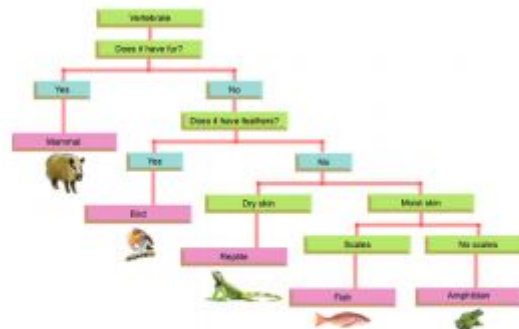 Vertebrate
Does it have fur?
Yes
No
Mammal
Does it have feathers?
Yes
No
Bird
Dry skin
Moist skin
Reptile
Scales
No scales
Fish
Amphibian